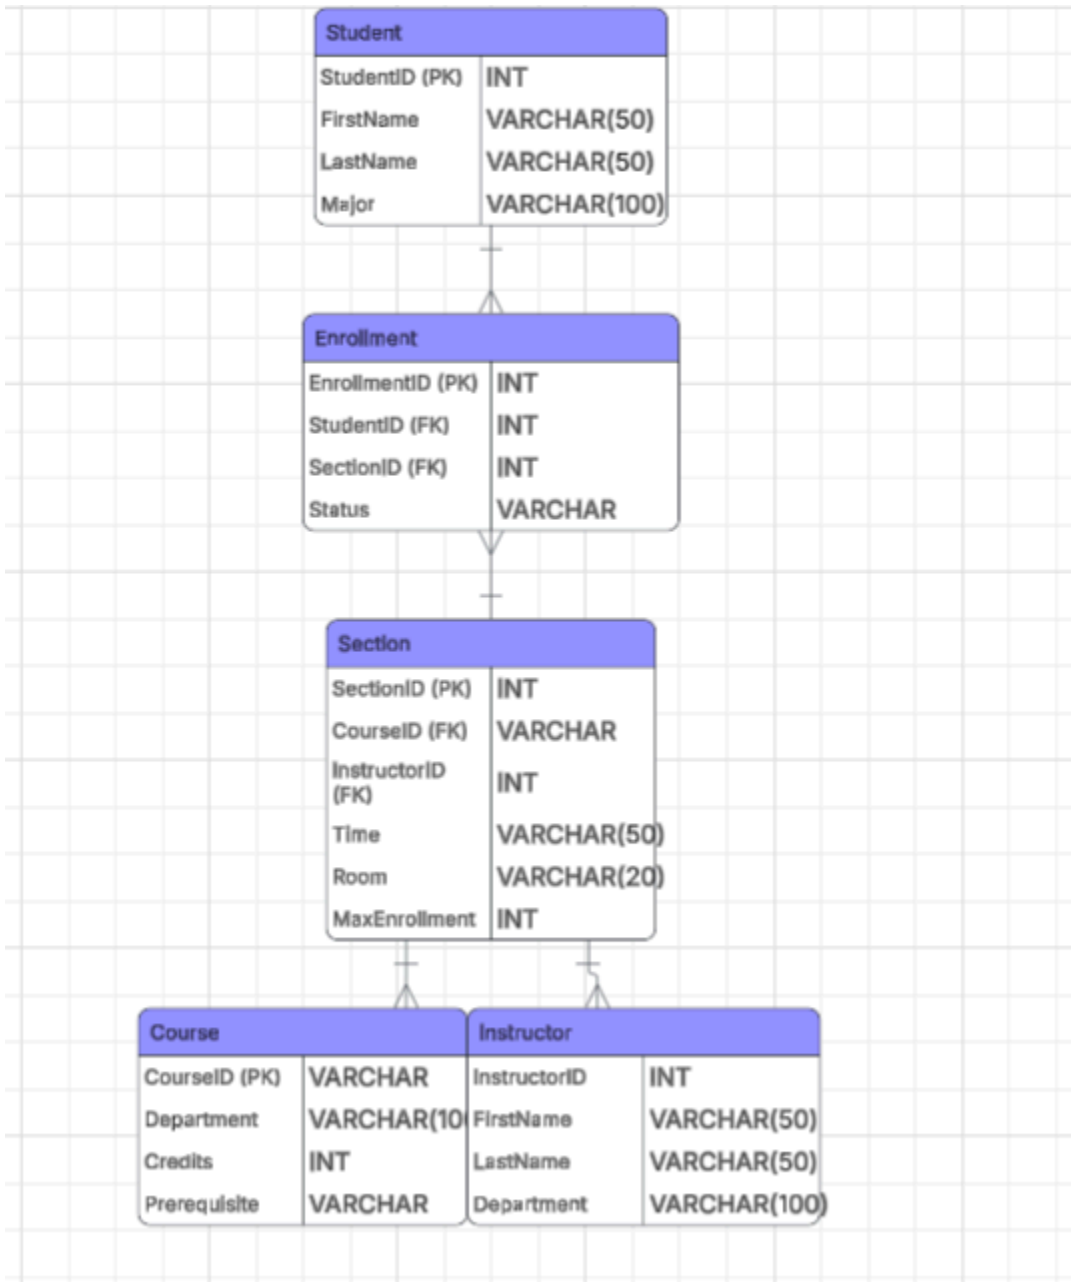 Student
StudentID (PK) INT
FirstName VARCHAR(50)
LastName VARCHAR(50)
Major VARCHAR(100)
Enrollment
EnrollmentID (PK) INT
StudentID (FK) INT
SectionID (FK) INT
Status VARCHAR
Section
SectionID (PK) INT
CourseID (FK) VARCHAR
InstructorID
(FK) INT
Time VARCHAR(50)
Room VARCHAR(20)
MaxEnrollment INT
Course
CourseID (PK) VARCHAR
Department VARCHAR(10
Credits INT
Prerequisite VARCHAR
Instructor
InstructorID INT
FirstName VARCHAR(50)
LastName VARCHAR(50)
Department VARCHAR(100)